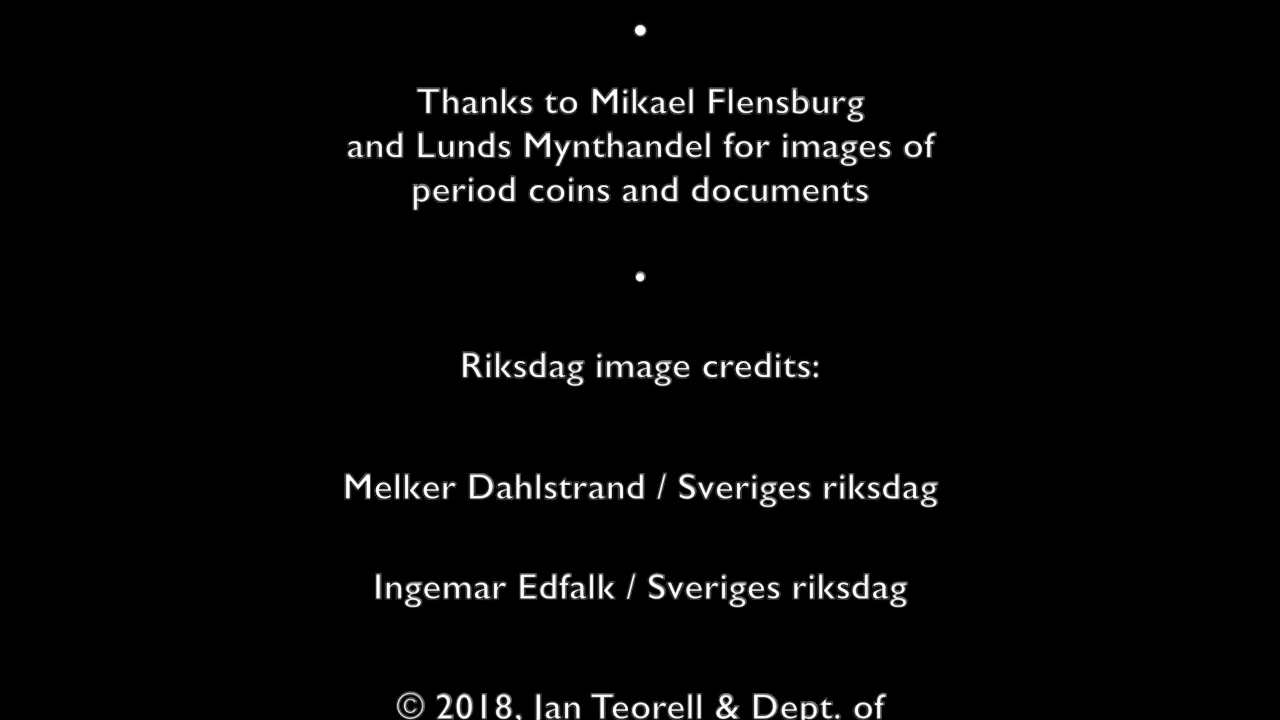 •
Thanks to Mikael Flensburg
and Lunds Mynthandel for images of
period coins and documents
•
Riksdag image credits:
Melker Dahlstrand / Sveriges riksdag
Ingemar Edfalk / Sveriges riksdag
© 2018, Jan Teorell & Dept. of